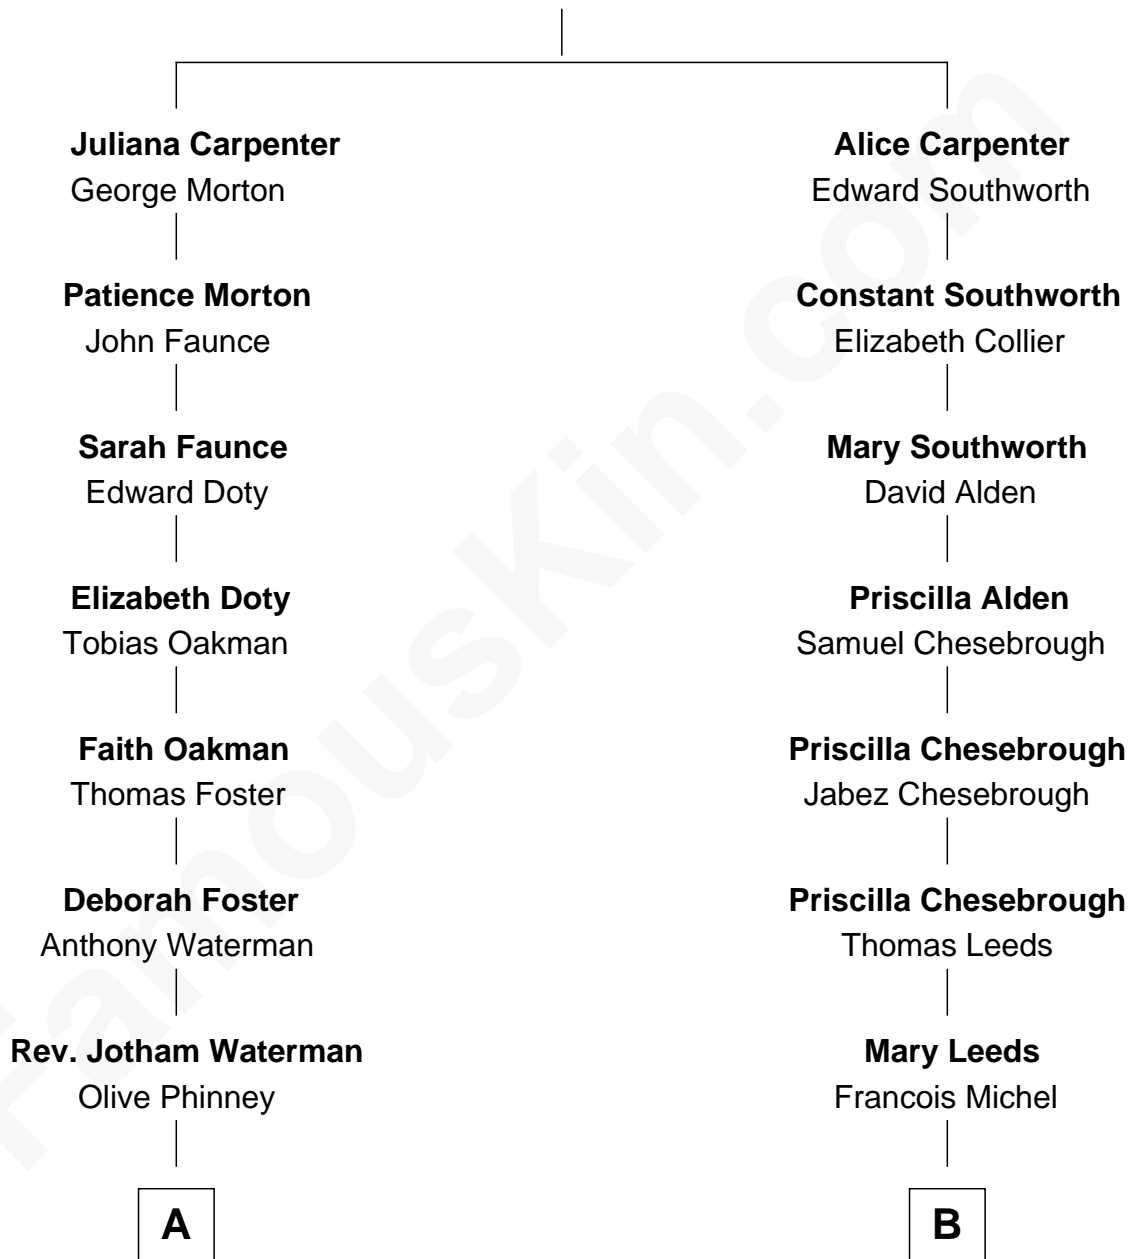 Juliana Carpenter
George Morton
Alice Carpenter
Edward Southworth
Patience Morton
John Faunce
Constant Southworth
Elizabeth Collier
Sarah Faunce
Edward Doty
Mary Southworth
David Alden
Elizabeth Doty
Tobias Oakman
Priscilla Alden
Samuel Chesebrough
Faith Oakman
Thomas Foster
Priscilla Chesebrough
Jabez Chesebrough
Deborah Foster
Anthony Waterman
Priscilla Chesebrough
Thomas Leeds
Rev. Jotham Waterman
Olive Phinney
Mary Leeds
Francois Michel
A
B
FamousKin.com